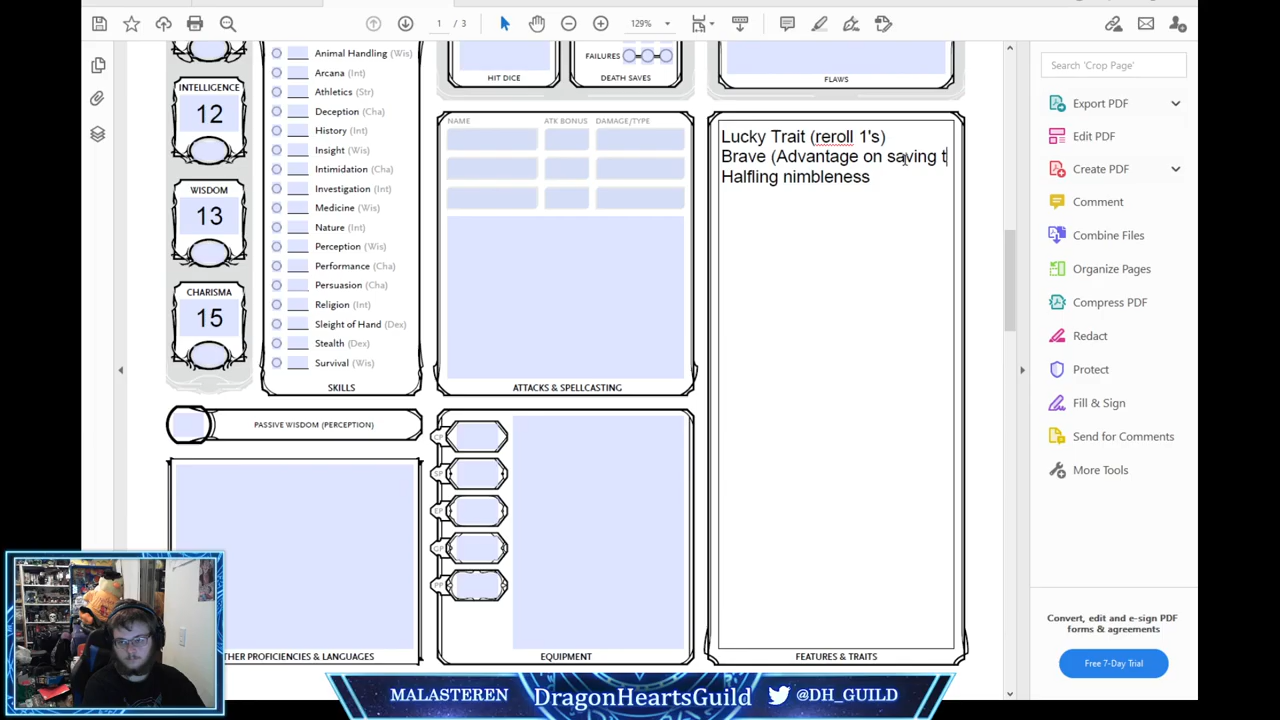 1 / 3
129%
Search 'Crop Page'
Export PDF
Edit PDF
Create PDF
Comment
Combine Files
Organize Pages
Compress PDF
Redact
Protect
Fill & Sign
Send for Comments
More Tools
Convert, edit and e-sign PDF
forms & agreements
Free 7-Day Trial
INTELLIGENCE
12
WISDOM
13
CHARISMA
15
Animal Handling (Wis)
Arcana (Int)
Athletics (Str)
Deception (Cha)
History (Int)
Insight (Wis)
Intimidation (Cha)
Investigation (Int)
Medicine (Wis)
Nature (Int)
Perception (Wis)
Performance (Cha)
Persuasion (Cha)
Religion (Int)
Sleight of Hand (Dex)
Stealth (Dex)
Survival (Wis)
SKILLS
PASSIVE WISDOM (PERCEPTION)
THER PROFICIENCIES & LANGUAGES
HIT DICE
FAILURES
DEATH SAVES
NAME ATK BONUS DAMAGE/TYPE
ATTACKS & SPELLCASTING
CP
SP
EP
GP
PP
EQUIPMENT
FLAWS
Lucky Trait (reroll 1's)
Brave (Advantage on saving t
Halfling nimbleness
FEATURES & TRAITS
MALASTEREN DragonHeartsGuild @DH_GUILD